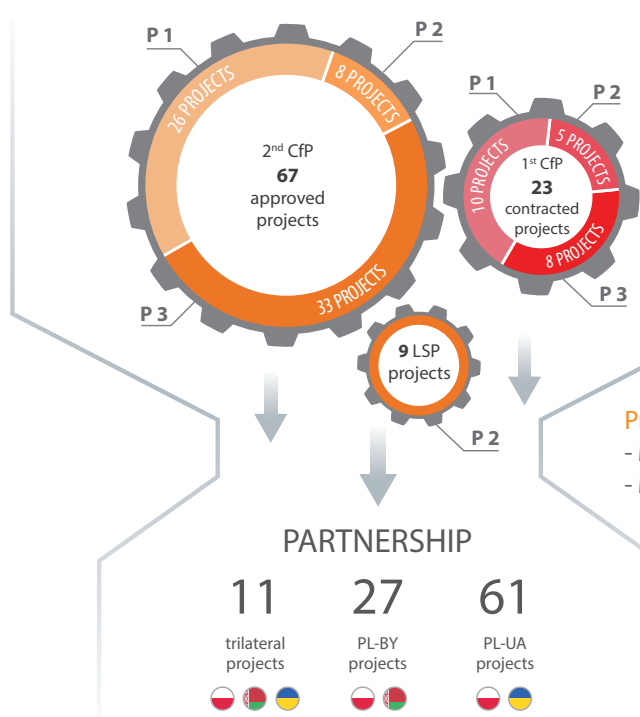 P 1
P 2
26 PROJECTS
8 PROJECTS
2nd CfP
67
approved
projects
33 PROJECTS
P 3
P 1
P 2
10 PROJECTS
5 PROJECTS
1st CfP
23
contracted
projects
8 PROJECTS
P 3
9 LSP
projects
P 2
PARTNERSHIP
11
trilateral
projects
27
PL-BY
projects
61
PL-UA
projects